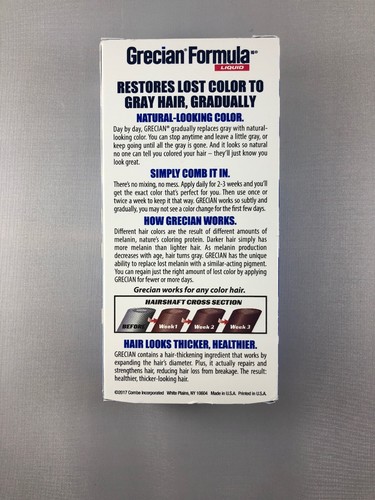 Grecian® Formula®
LIQUID
RESTORES LOST COLOR TO
GRAY HAIR, GRADUALLY
NATURAL-LOOKING COLOR.
Day by day, GRECIAN® gradually replaces gray with natural-
looking color. You can stop anytime and leave a little gray, or
keep going until all the gray is gone. And it looks so natural
no one can tell you colored your hair – they'll just know you
look great.
SIMPLY COMB IT IN.
There's no mixing, no mess. Apply daily for 2-3 weeks and you'll
get the exact color that's perfect for you. Then use once or
twice a week to keep it that way. GRECIAN works so subtly and
gradually, you may not see a color change for the first few days.
HOW GRECIAN WORKS.
Different hair colors are the result of different amounts of
melanin, nature's coloring protein. Darker hair simply has
more melanin than lighter hair. As melanin production
decreases with age, hair turns gray. GRECIAN has the unique
ability to replace lost melanin with a similar-acting pigment.
You can regain just the right amount of lost color by applying
GRECIAN for fewer or more days.
Grecian works for any color hair.
HAIRSHAFT CROSS SECTION
BEFORE Week 1 Week 2 Week 3
HAIR LOOKS THICKER, HEALTHIER.
GRECIAN contains a hair-thickening ingredient that works by
expanding the hair's diameter. Plus, it actually repairs and
strengthens hair, reducing hair loss from breakage. The result:
healthier, thicker-looking hair.
©2017 Combe Incorporated White Plains, NY 10604 Made in U.S.A. Printed in U.S.A.